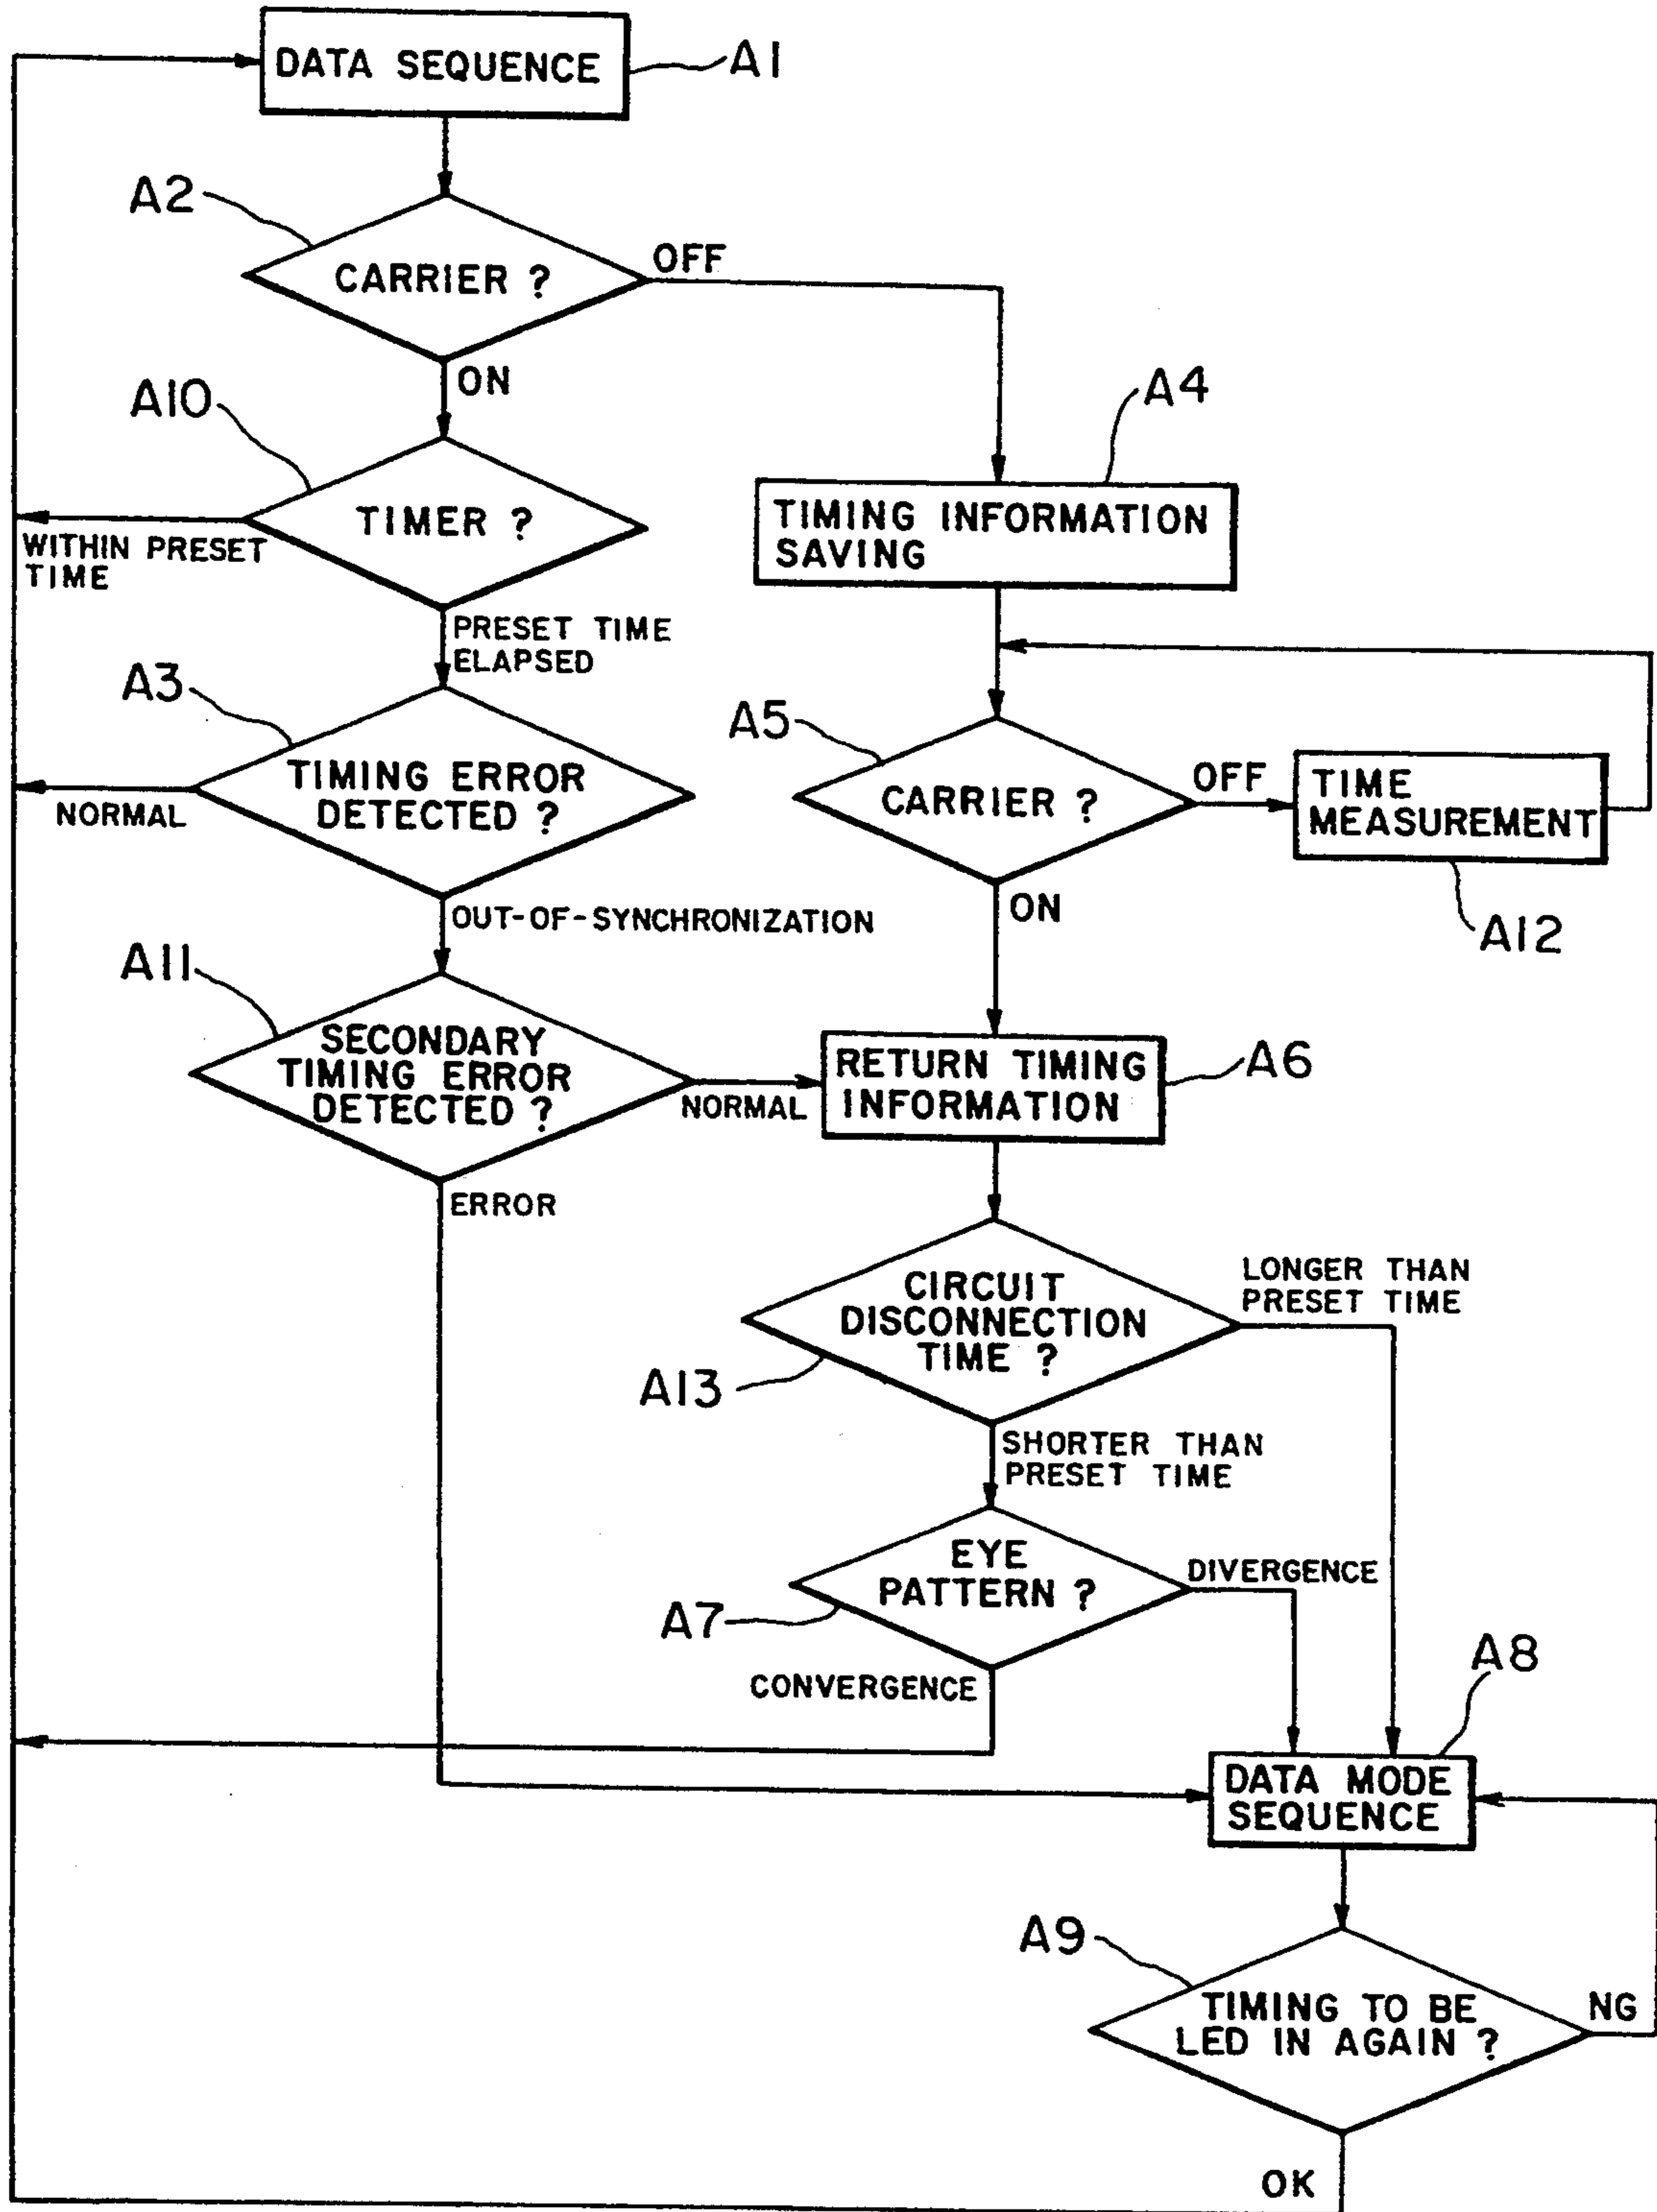 DATA SEQUENCE
A1
A2
CARRIER ?
OFF
ON
A10
A4
TIMER ?
TIMING INFORMATION
SAVING
WITHIN PRESET
TIME
PRESET TIME
ELAPSED
A3
A5
TIMING ERROR
DETECTED ?
NORMAL
CARRIER ?
OFF
TIME
MEASUREMENT
A12
ON
OUT-OF-SYNCHRONIZATION
A11
SECONDARY
TIMING ERROR
DETECTED ?
NORMAL
RETURN TIMING
INFORMATION
A6
ERROR
CIRCUIT
DISCONNECTION
TIME ?
LONGER THAN
PRESET TIME
A13
SHORTER THAN
PRESET TIME
EYE
PATTERN ?
DIVERGENCE
A7
CONVERGENCE
A8
DATA MODE
SEQUENCE
A9
TIMING TO BE
LED IN AGAIN ?
NG
OK